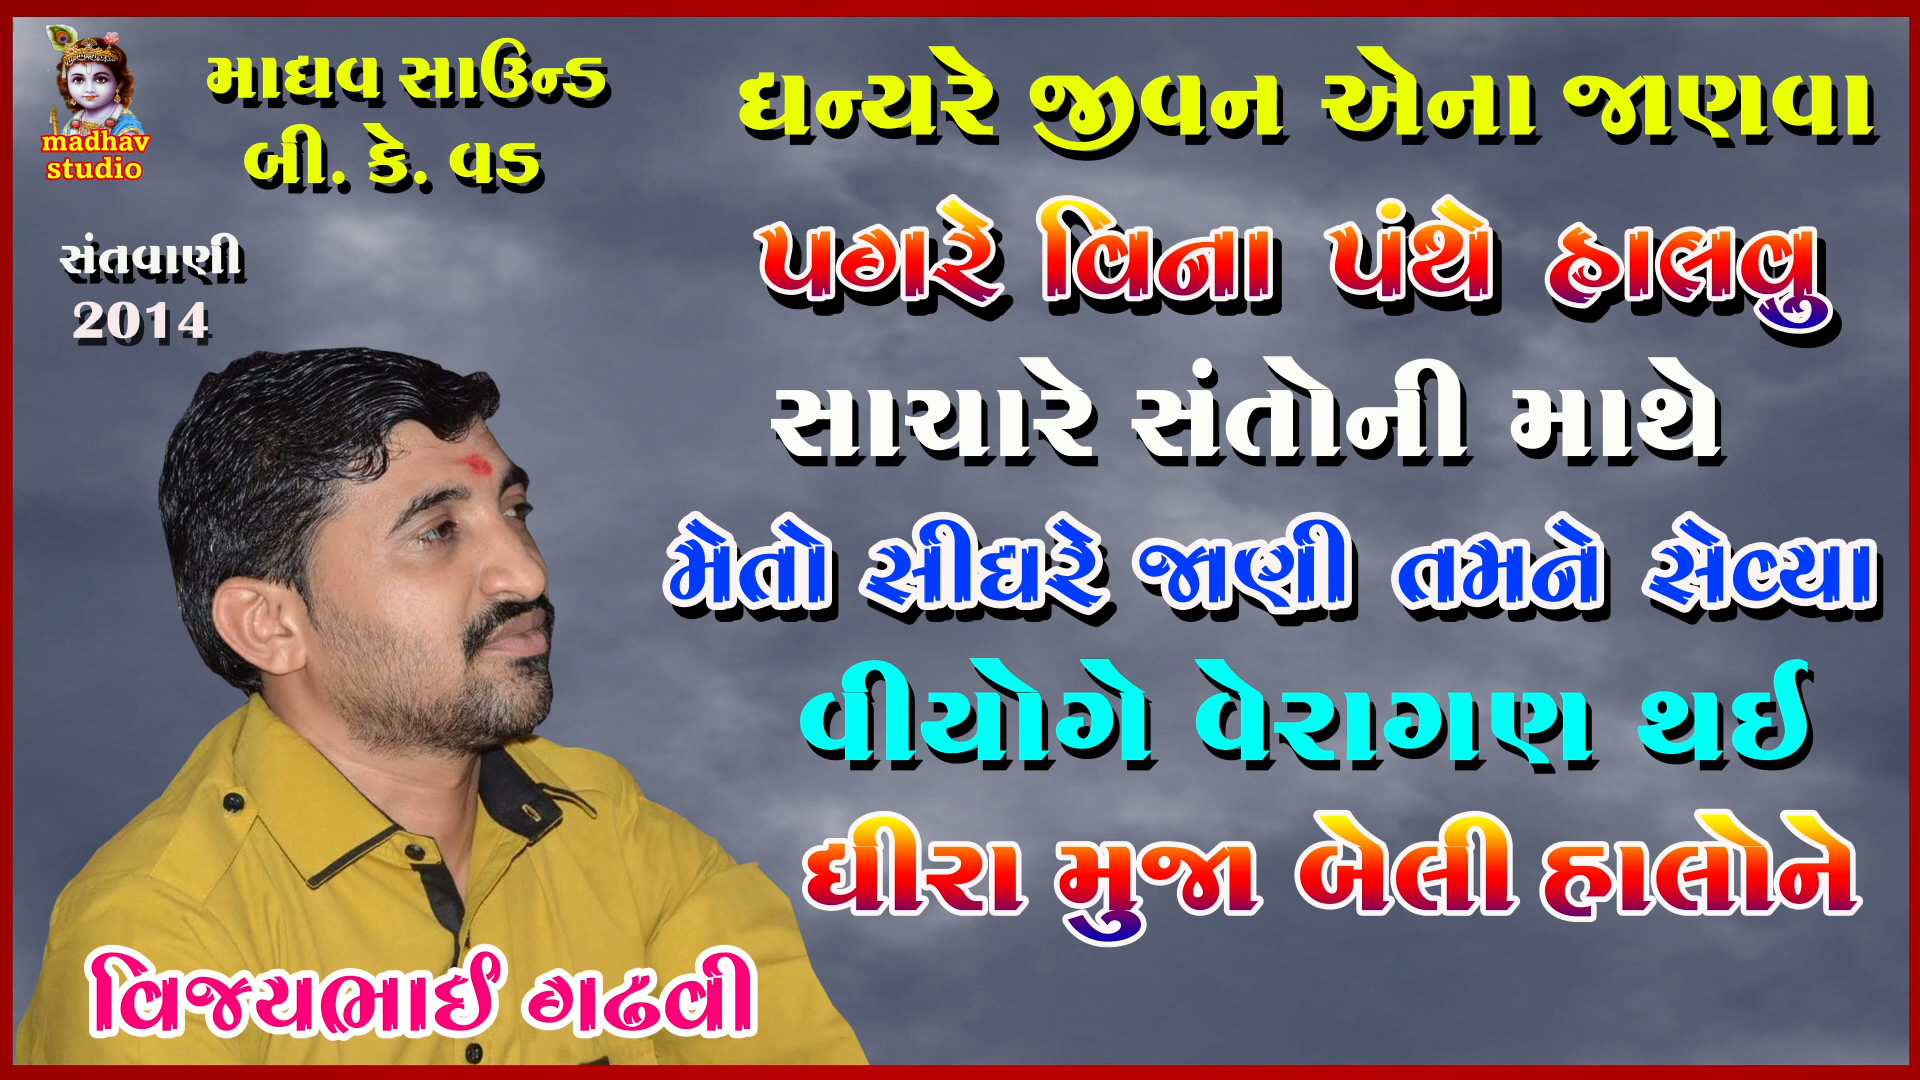 madhav
studio
માધવ સાઉન્ડ
બી. કે. વડ
સંતવાણી
2014
ધન્યરે જીવન એના જાણવા
પગરે વિના પંથે હાલવુ
સાચારે સંતોની માથે
મેતો સીધરે જાણી તમને સેવ્યા
વીયોગે વેરાગણ થઈ
ધીરા મુજા બેલી હાલોને
વિજયભાઈ ગઢવી